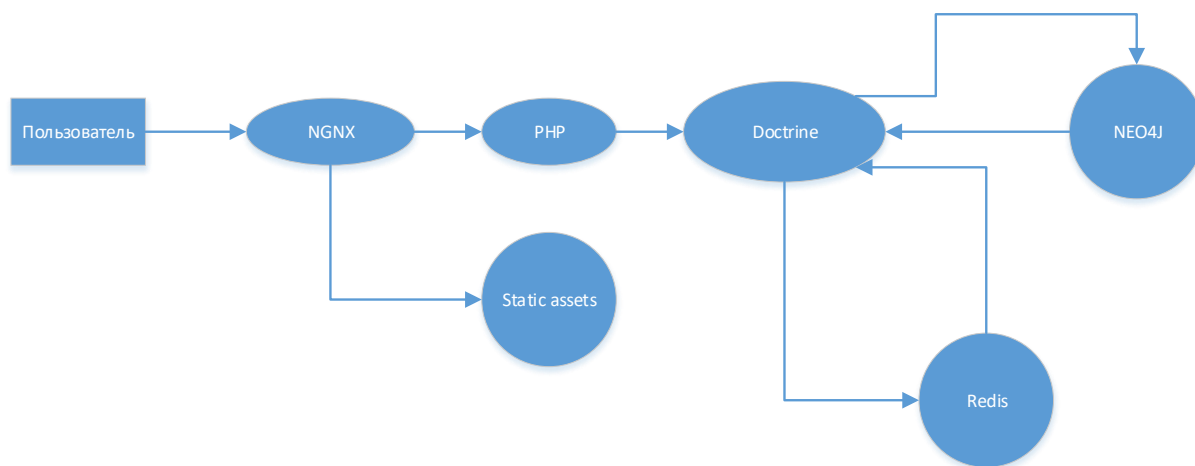 Пользователь
NGNX
PHP
Doctrine
NEO4J
Static assets
Redis